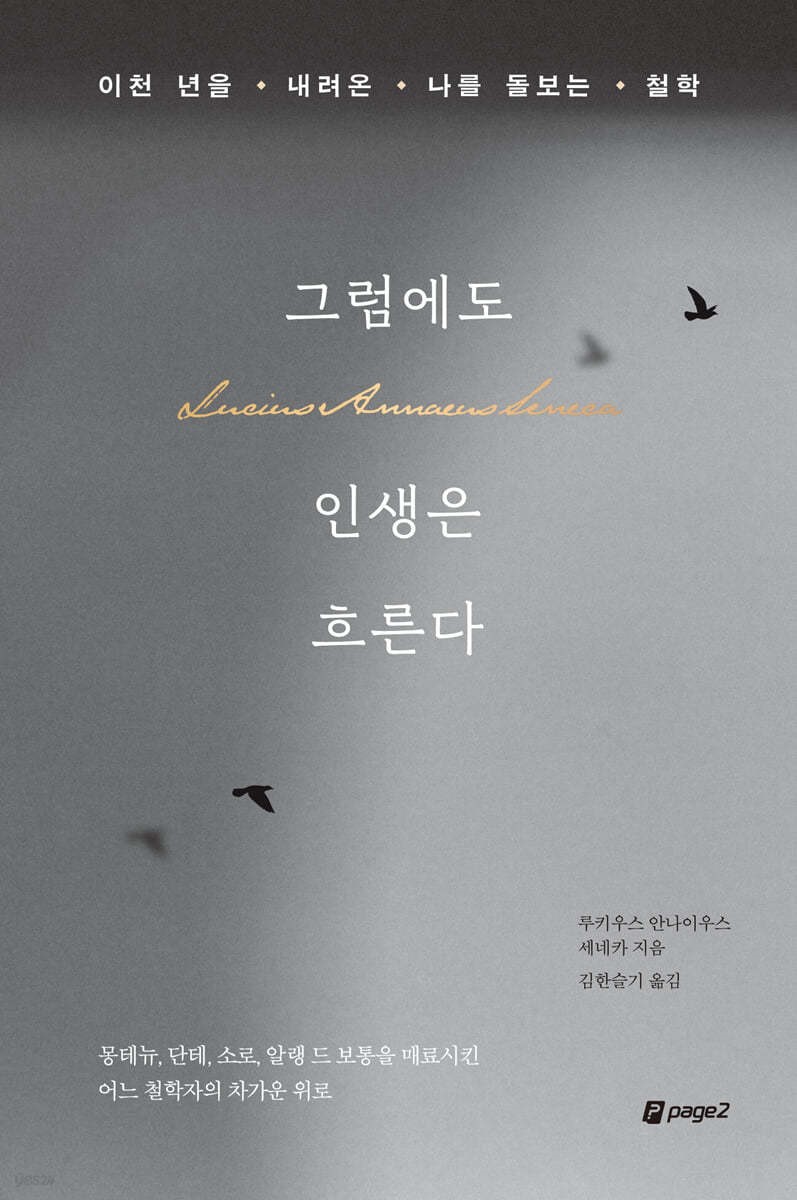 이천 년을 ◆ 내려온 ◆ 나를 돌보는 ◆ 철학
그럼에도
Lucius Annaeus Seneca
인생은
흐른다
루키우스 안나이우스
세네카 지음
김한슬기 옮김
몽테뉴, 단테, 소로, 알랭 드 보통을 매료시킨
어느 철학자의 차가운 위로
page2
YES24